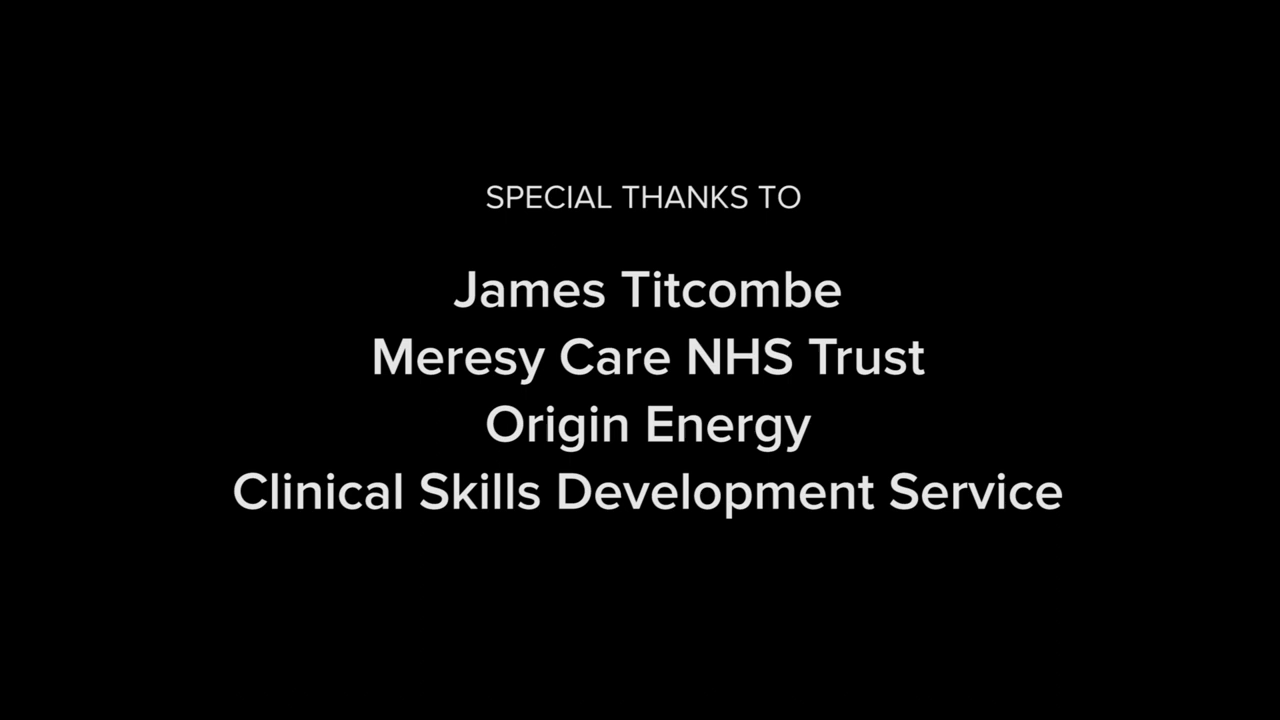 SPECIAL THANKS TO
James Titcombe
Meresy Care NHS Trust
Origin Energy
Clinical Skills Development Service